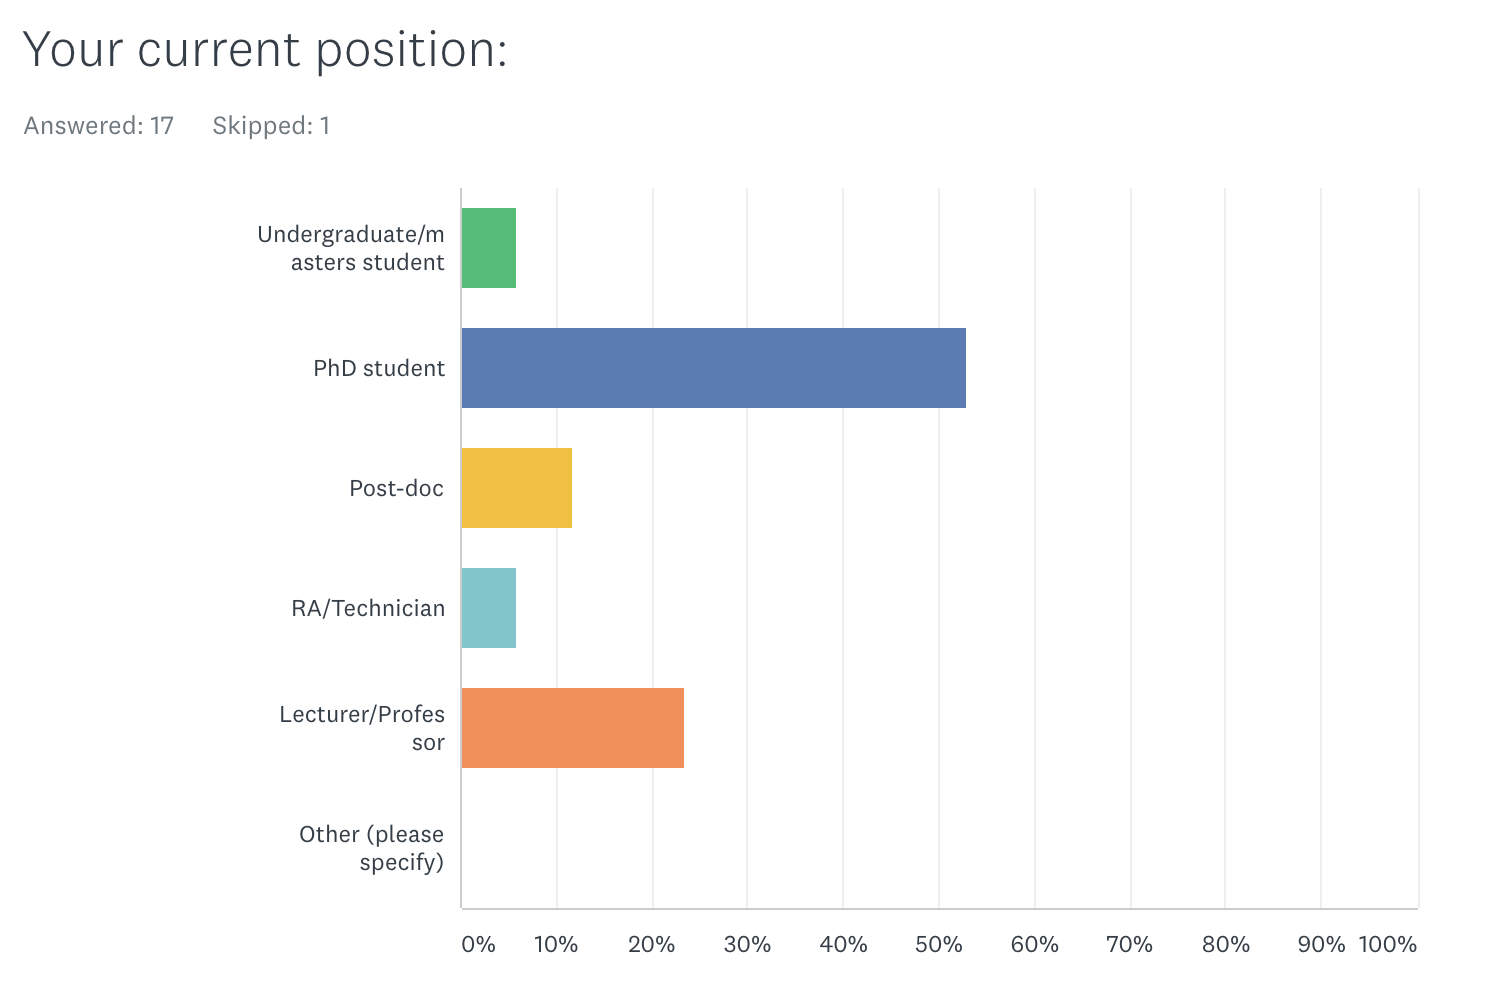 Your current position:
Answered: 17 Skipped: 1
Undergraduate/m
asters student
PhD student
Post-doc
RA/Technician
Lecturer/Profes
sor
Other (please
specify)
0% 10% 20% 30% 40% 50% 60% 70% 80% 90% 100%